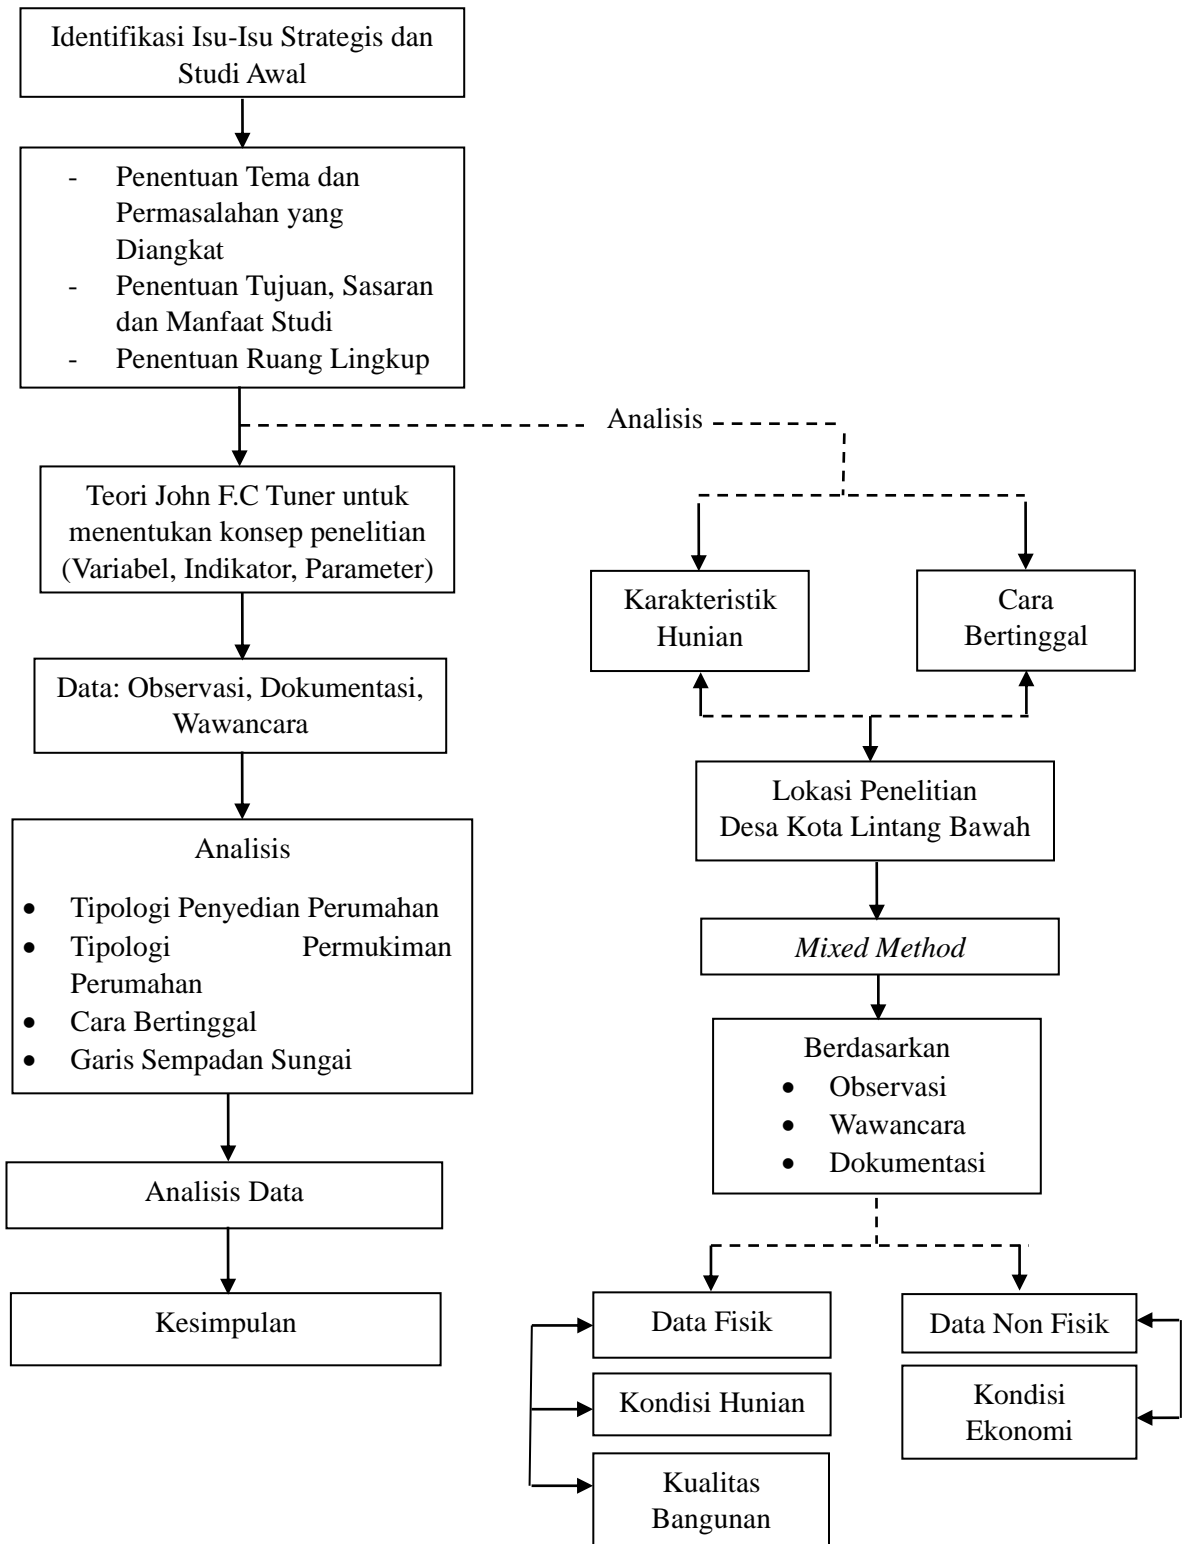 Identifikasi Isu-Isu Strategis dan
Studi Awal
- Penentuan Tema dan
Permasalahan yang
Diangkat
- Penentuan Tujuan, Sasaran
dan Manfaat Studi
- Penentuan Ruang Lingkup
Analisis
Teori John F.C Tuner untuk
menentukan konsep penelitian
(Variabel, Indikator, Parameter)
Data: Observasi, Dokumentasi,
Wawancara
Analisis
• Tipologi Penyedian Perumahan
• Tipologi Permukiman
Perumahan
• Cara Bertinggal
• Garis Sempadan Sungai
Analisis Data
Kesimpulan
Karakteristik
Hunian
Cara
Bertinggal
Lokasi Penelitian
Desa Kota Lintang Bawah
Mixed Method
Berdasarkan
• Observasi
• Wawancara
• Dokumentasi
Data Fisik
Kondisi Hunian
Kualitas
Bangunan
Data Non Fisik
Kondisi
Ekonomi